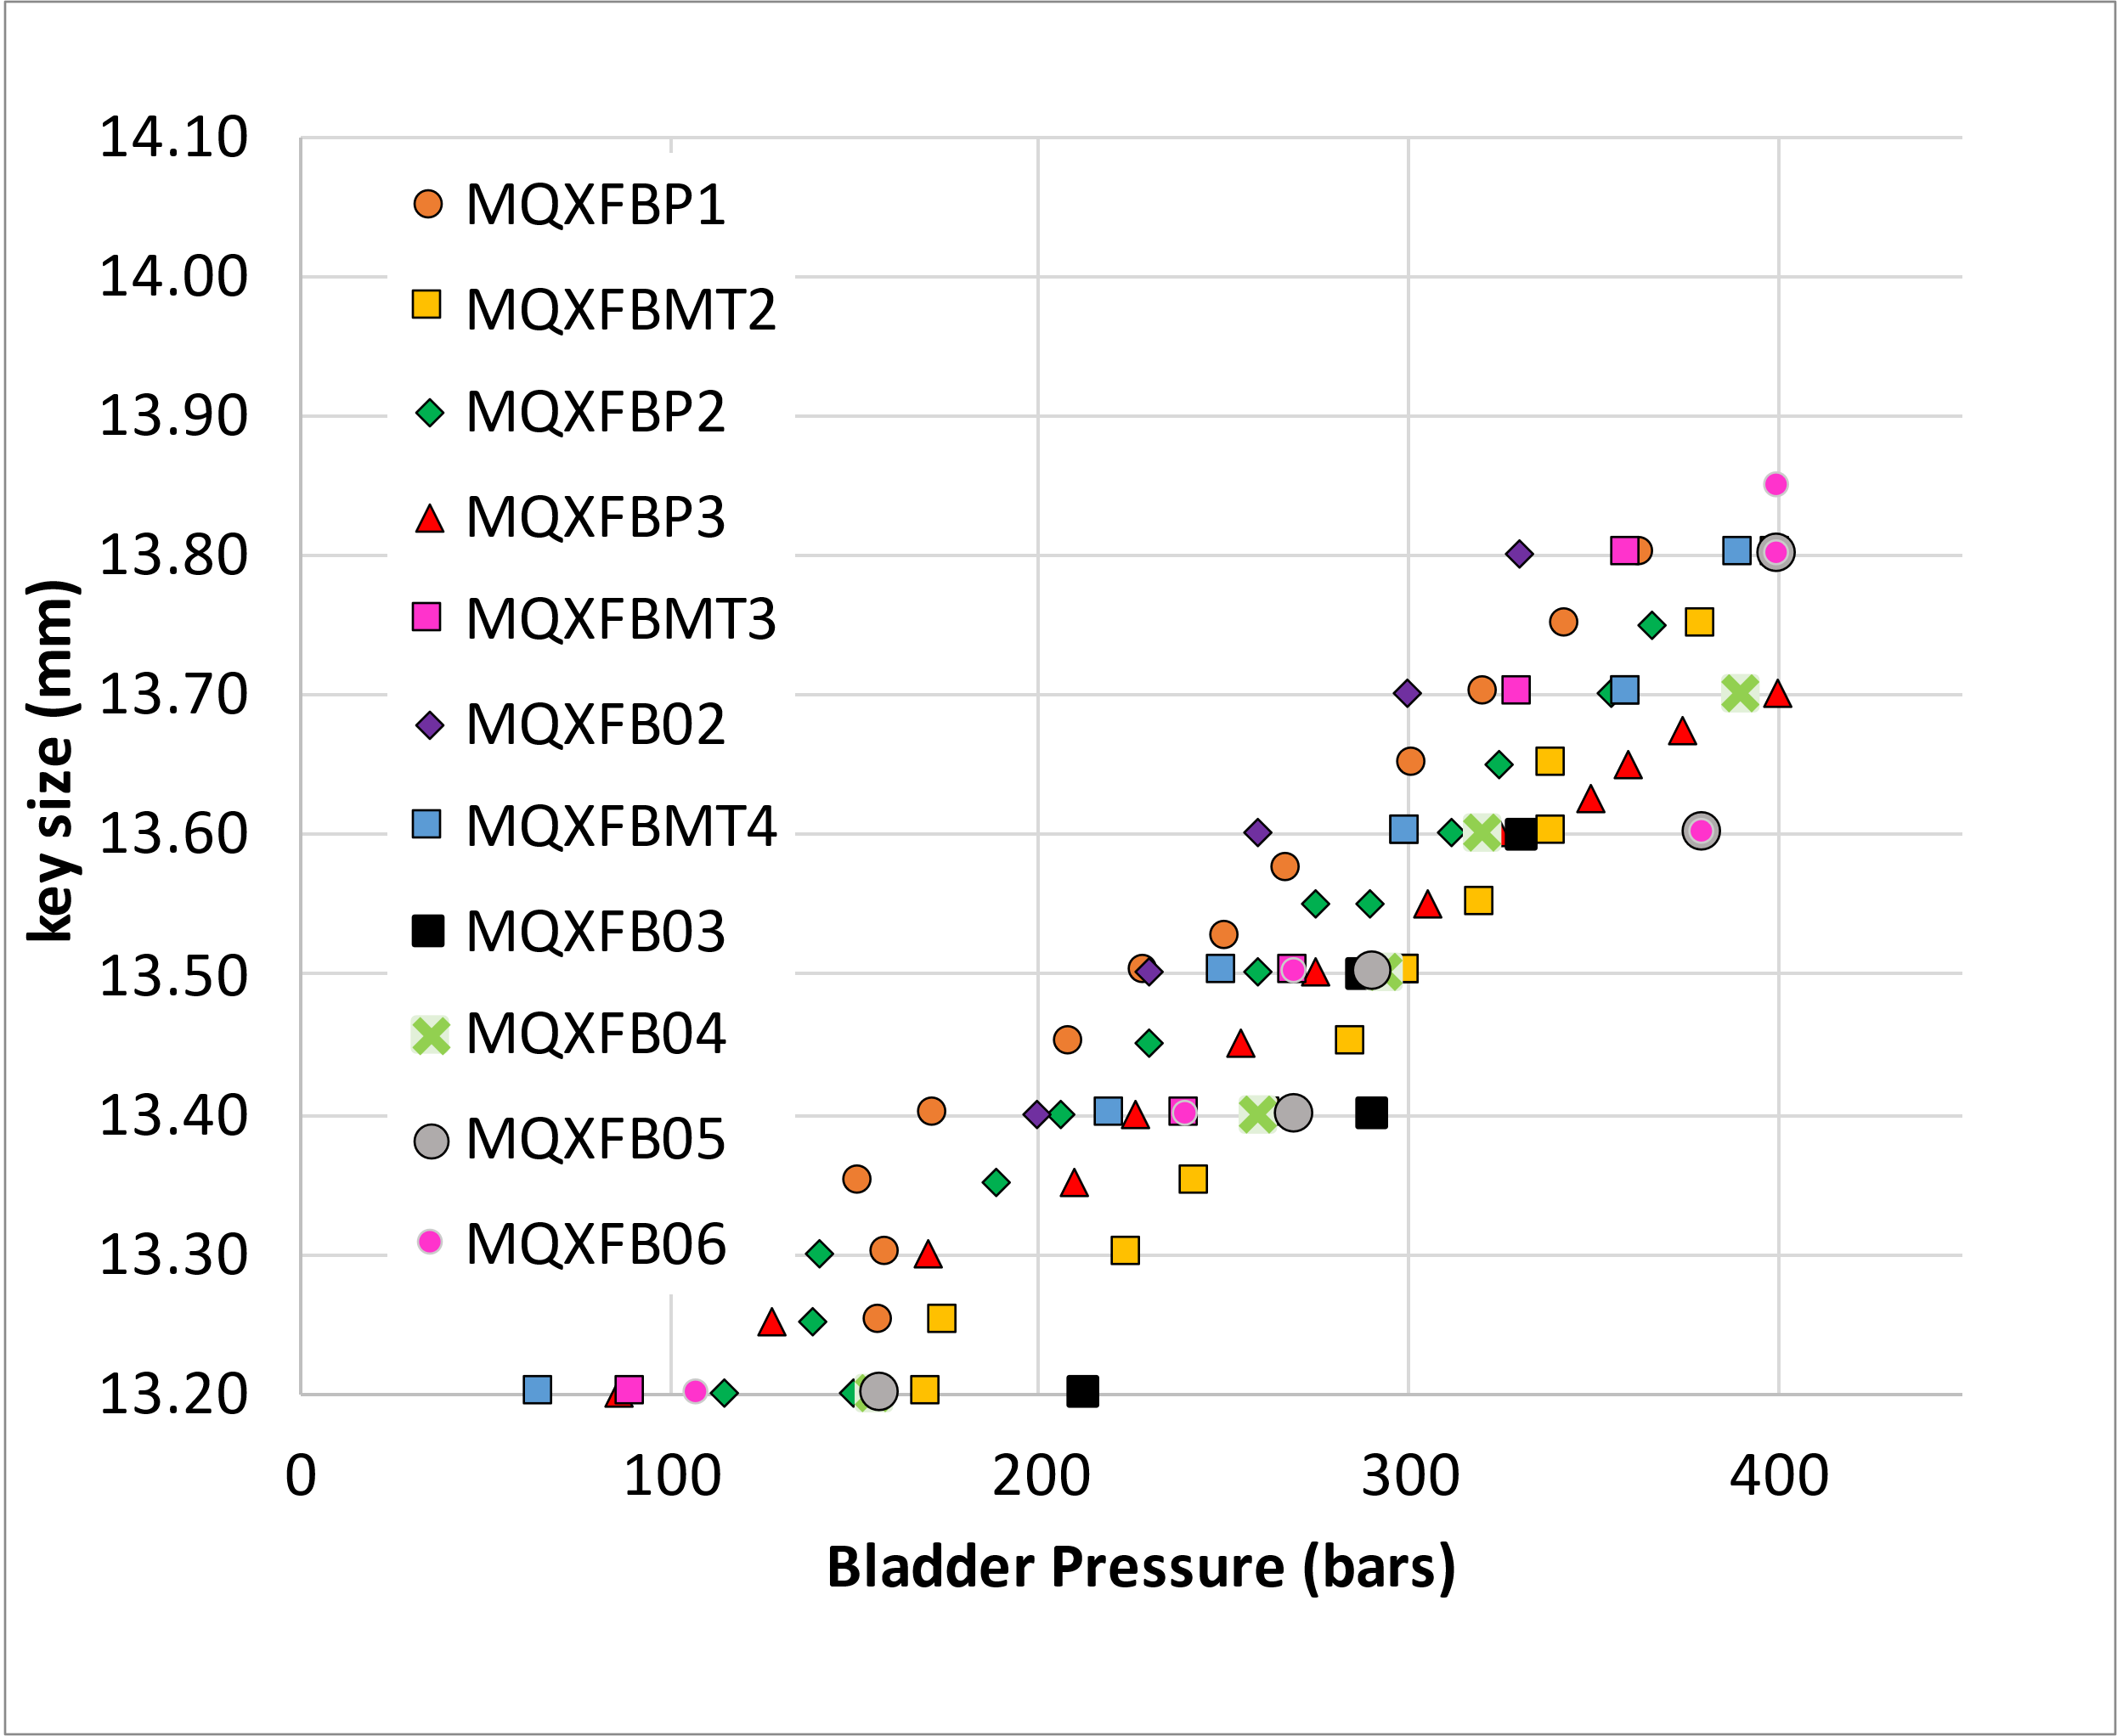 14.10
14.00
13.90
13.80
13.70
13.60
13.50
13.40
13.30
13.20
key size (mm)
MQXFBP1
MQXFBMT2
MQXFBP2
MQXFBP3
MQXFBMT3
MQXFB02
MQXFBMT4
MQXFB03
MQXFB04
MQXFB05
MQXFB06
0 100 200 300 400
Bladder Pressure (bars)